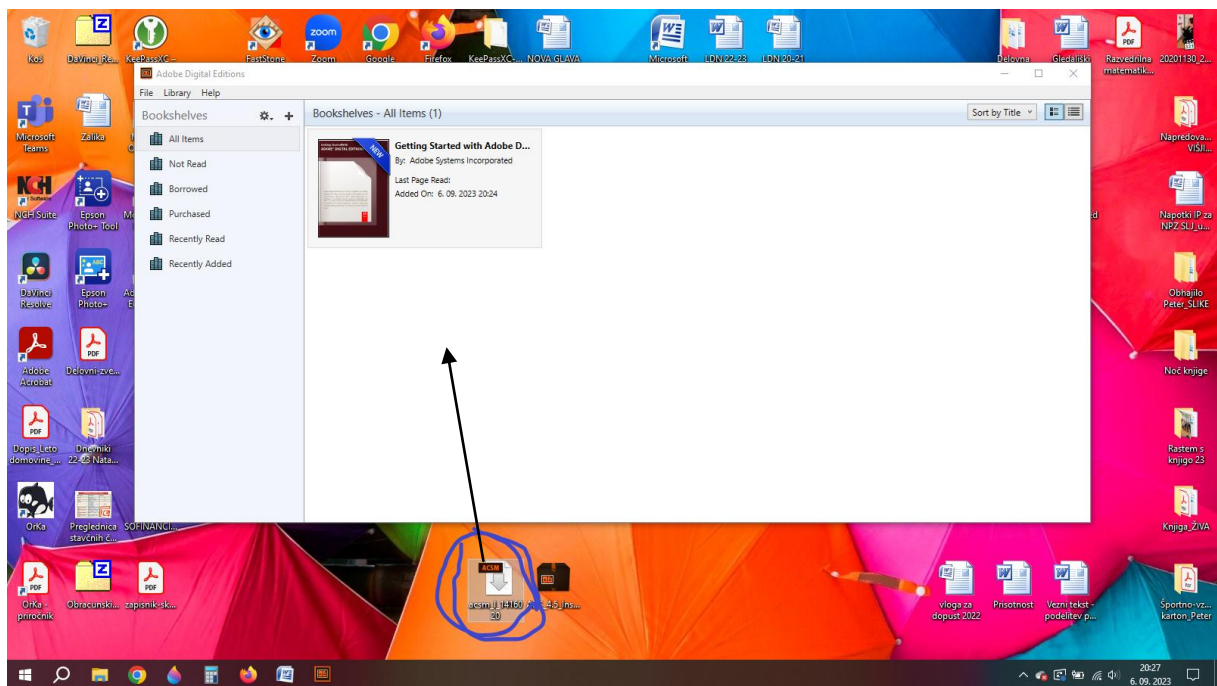 Koš
DaVinci Re...
KeePassXC –
FastStone
Zoom
zoom
Google
Firefox
KeePassXC-...
NOVA GLAVA
Microsoft
LDN 22-23
LDN 20-21
Delovna
Gledališki
Razvedrilna
matematik...
20201130_2...
Adobe Digital Editions
File Library Help
Bookshelves
Bookshelves - All Items (1)
Sort by Title
All Items
Not Read
Borrowed
Purchased
Recently Read
Recently Added
NEW
Getting Started with Adobe D...
By: Adobe Systems Incorporated
Last Page Read:
Added On: 6. 09. 2023 20:24
Microsoft
Teams
Zalika
Napredova...
VIŠJI...
NCH Suite
Epson
Photo+ Tool
Napotki IP za
NPZ SLJ_u...
DaVinci
Resolve
Epson
Photo+
Obhajilo
Peter_SLIKE
Adobe
Acrobat
PDF
Delovni-zve...
Noč knjige
PDF
Dopis_Leto
domovine_...
Dnevniki
22-23 Nata...
Rastem s
knjigo 23
OrKa
Preglednica
stavčnih č...
SOFINANCI...
Knjiga_ŽIVA
PDF
OrKa -
priročnik
Obracunski...
PDF
zapisnik-sk...
ACSM
acsm_J_14160
20
vloga za
dopust 2022
Prisotnost
Vezni tekst -
podelitev p...
Športno-vz...
karton_Peter
20:27
6. 09. 2023